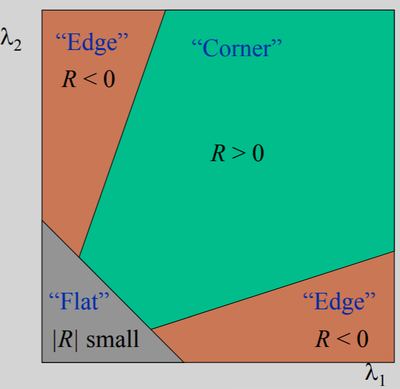 λ₂
“Edge”
R < 0
“Corner”
R > 0
“Flat”
|R| small
“Edge”
R < 0
λ₁